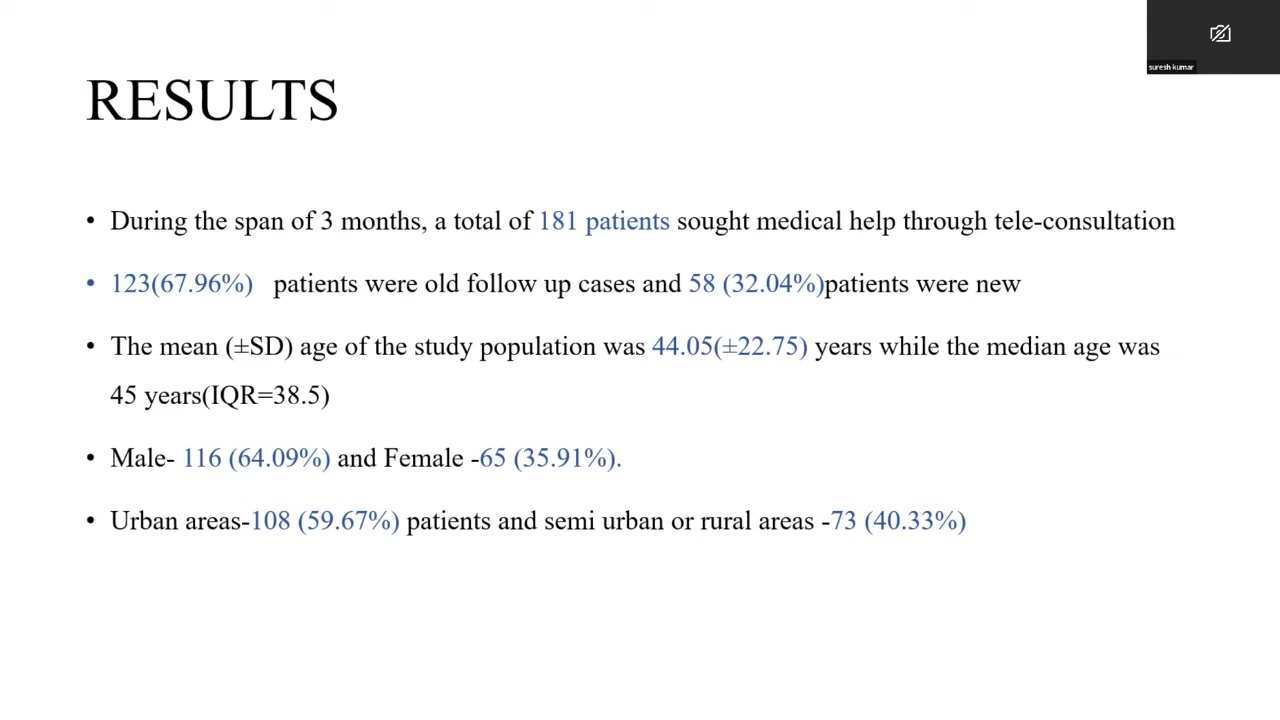 suresh kumar
RESULTS
• During the span of 3 months, a total of 181 patients sought medical help through tele-consultation
• 123(67.96%) patients were old follow up cases and 58 (32.04%)patients were new
• The mean (±SD) age of the study population was 44.05(±22.75) years while the median age was
45 years(IQR=38.5)
• Male- 116 (64.09%) and Female -65 (35.91%).
• Urban areas-108 (59.67%) patients and semi urban or rural areas -73 (40.33%)